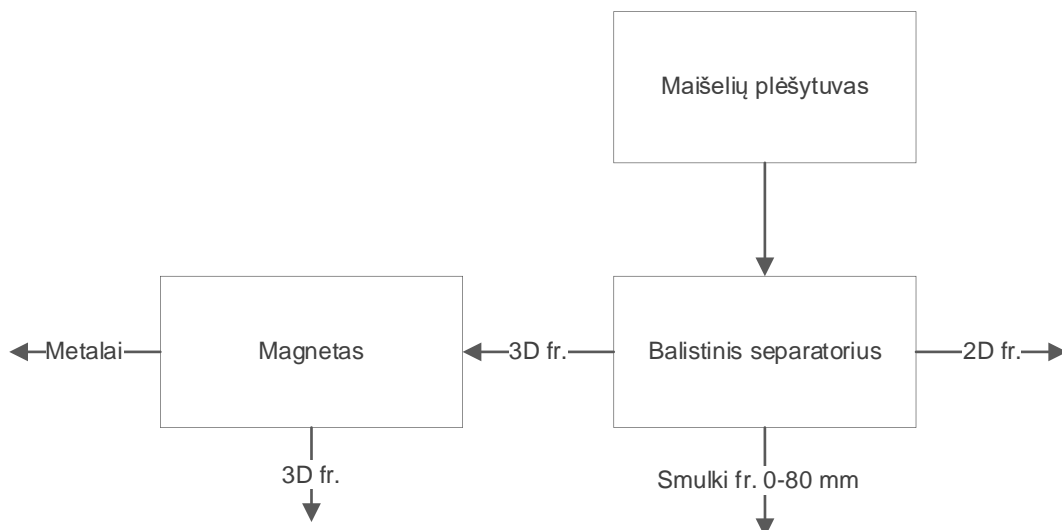 Maišelių plėšytuvas
Metalai
Magnetas
3D fr.
Balistinis separatorius
2D fr.
3D fr.
Smulki fr. 0-80 mm